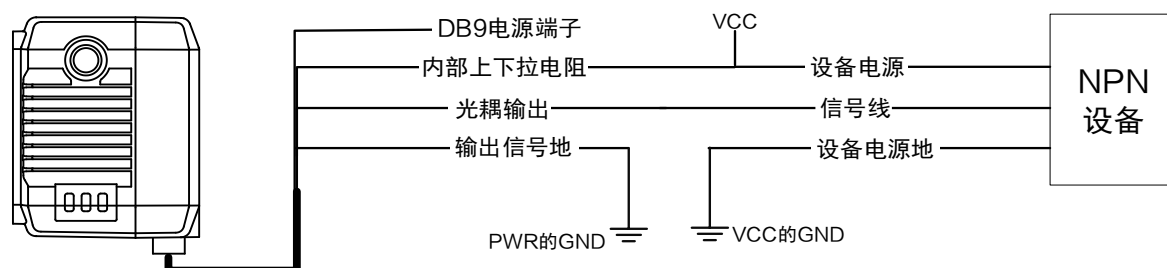 DB9电源端子
VCC
内部上下拉电阻
设备电源
光耦输出
信号线
NPN
设备
输出信号地
设备电源地
PWR的GND
VCC的GND